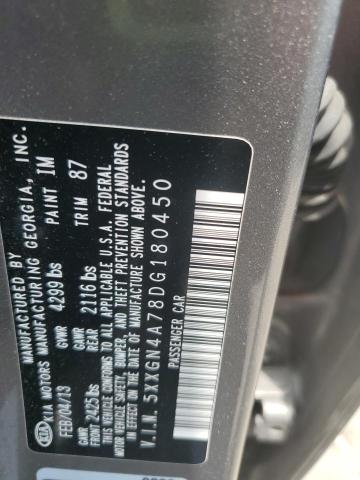 MANUFACTURED BY
KIA KIA MOTORS MANUFACTURING GEORGIA, INC.
FEB/04/13 GVWR 4299 lbs PAINT 1M
GAWR FRONT 2425 lbs GAWR REAR 2116 lbs TRIM 87
THIS VEHICLE CONFORMS TO ALL APPLICABLE U.S.A. FEDERAL
MOTOR VEHICLE SAFETY, BUMPER, AND THEFT PREVENTION STANDARDS
IN EFFECT ON THE DATE OF MANUFACTURE SHOWN ABOVE.
V.I.N. 5XXGN4A78DG180450
PASSENGER CAR